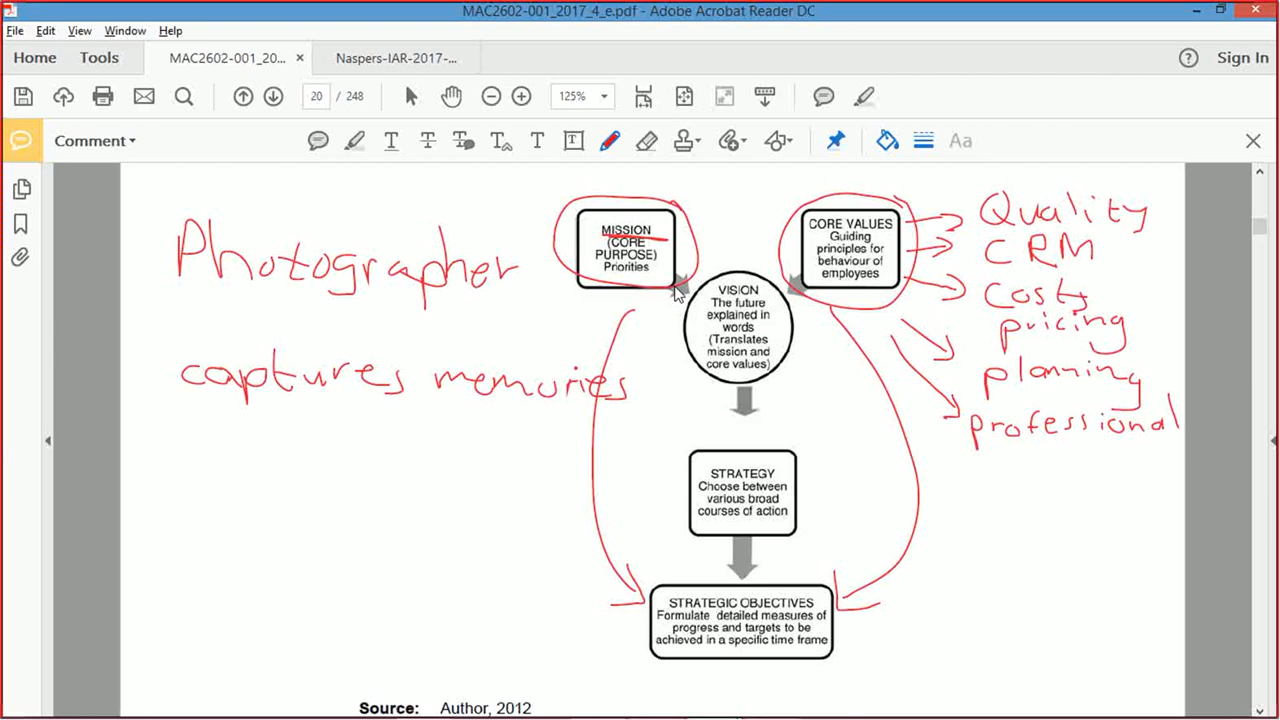 MAC2602-001_2017_4_e.pdf - Adobe Acrobat Reader DC
File Edit View Window Help
Home Tools MAC2602-001_20... × Naspers-IAR-2017-... Sign In
20 / 248 125%
Comment
Photographer
captures memories
MISSION
(CORE
PURPOSE)
Priorities
CORE VALUES
Guiding
principles for
behaviour of
employees
Quality
CRM
Costs
pricing
planning
professional
VISION
The future
explained in
words
(Translates
mission and
core values)
STRATEGY
Choose between
various broad
courses of action
STRATEGIC OBJECTIVES
Formulate detailed measures of
progress and targets to be
achieved in a specific time frame
Source: Author, 2012